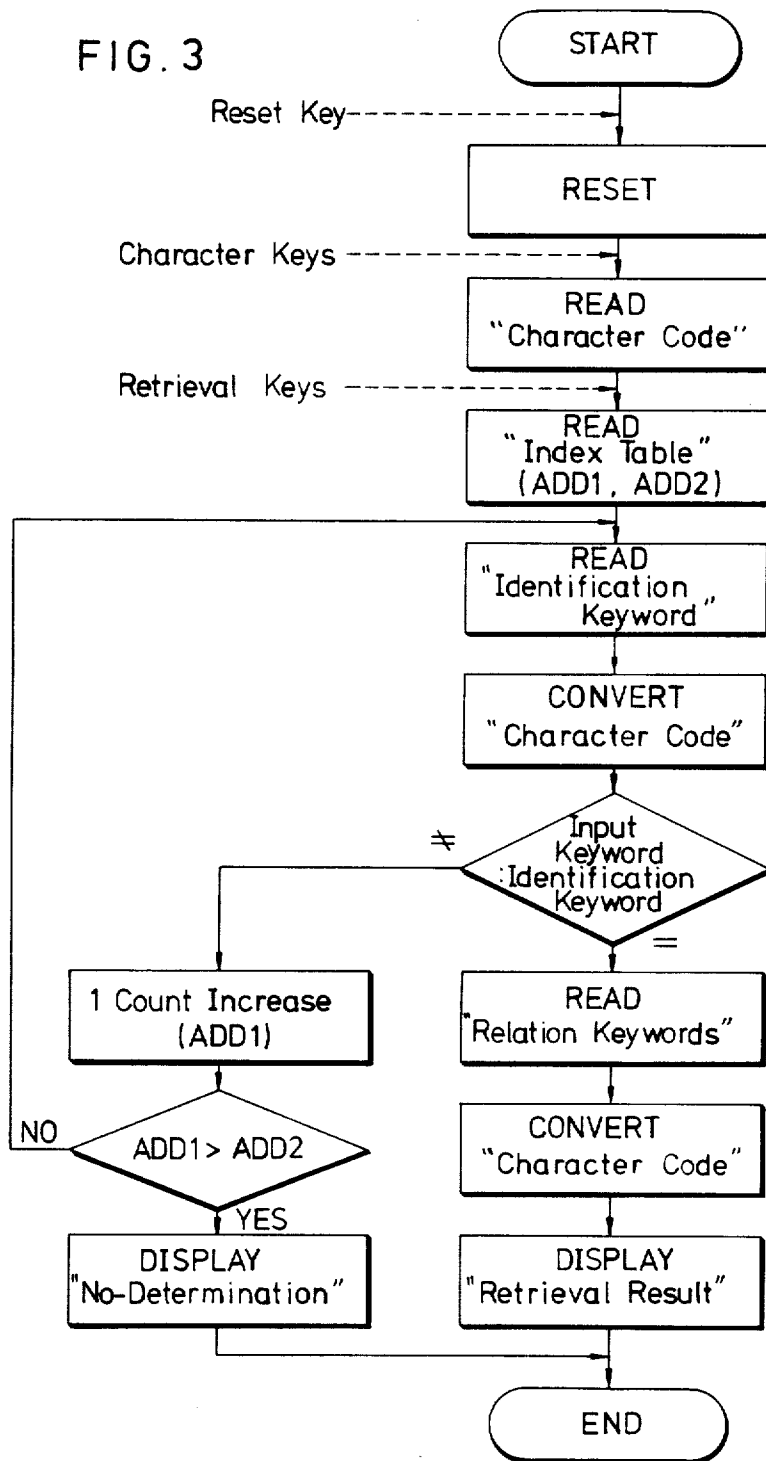 FIG. 3
START
Reset Key
RESET
Character Keys
READ
"Character Code"
Retrieval Keys
READ
"Index Table"
(ADD1, ADD2)
READ
"Identification
Keyword"
CONVERT
"Character Code"
≠
Input
Keyword
:Identification
Keyword
=
1 Count Increase
(ADD1)
READ
"Relation Keywords"
NO
ADD1 > ADD2
CONVERT
"Character Code"
YES
DISPLAY
"No-Determination"
DISPLAY
"Retrieval Result"
END